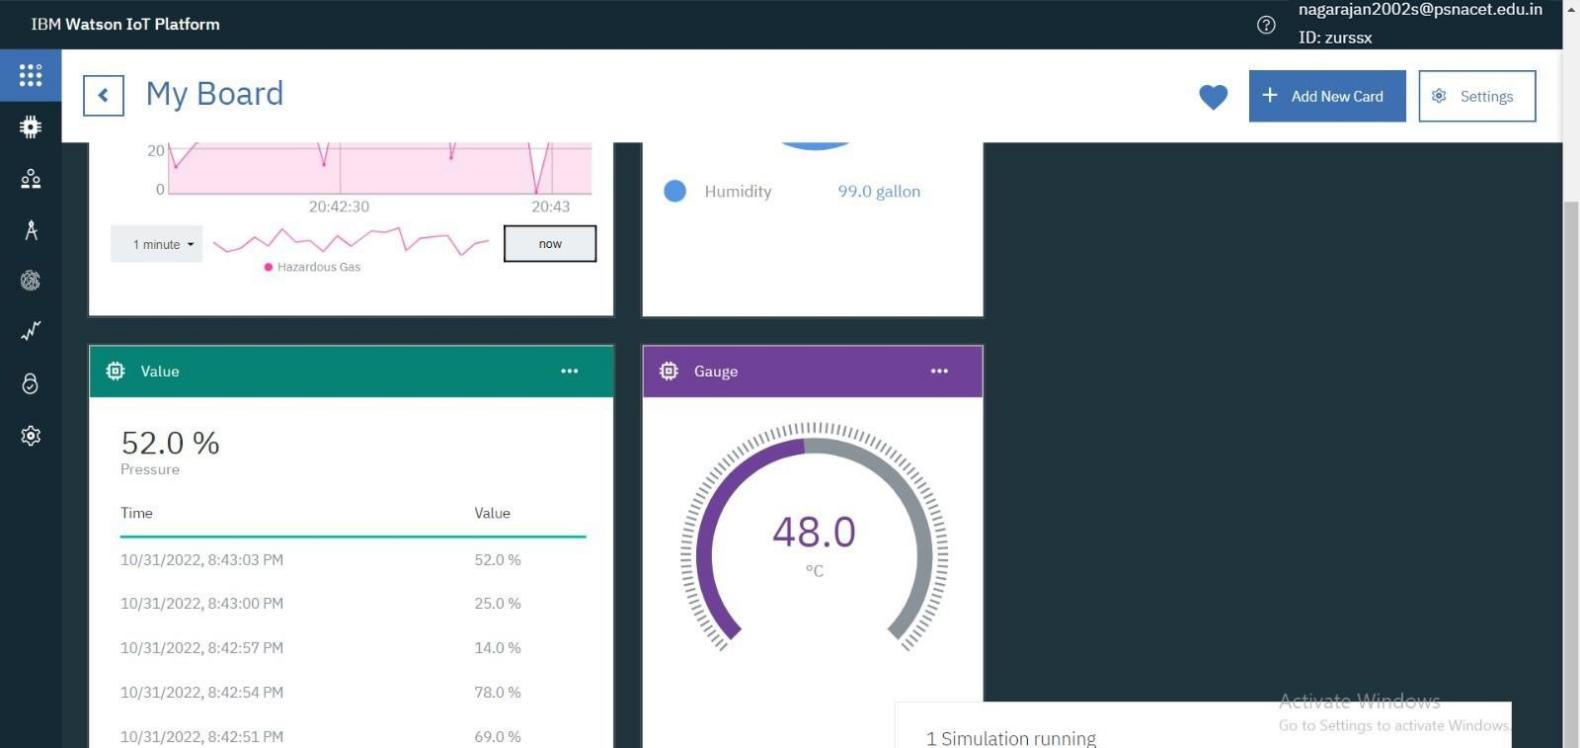 IBM Watson IoT Platform
nagarajan2002s@psnacet.edu.in
ID: zurssx
My Board
Add New Card
Settings
20
0
20:42:30
20:43
1 minute
now
Hazardous Gas
Humidity
99.0 gallon
Value
52.0 %
Pressure
Time Value
10/31/2022, 8:43:03 PM 52.0 %
10/31/2022, 8:43:00 PM 25.0 %
10/31/2022, 8:42:57 PM 14.0 %
10/31/2022, 8:42:54 PM 78.0 %
10/31/2022, 8:42:51 PM 69.0 %
Gauge
48.0
°C
Activate Windows
Go to Settings to activate Windows.
1 Simulation running